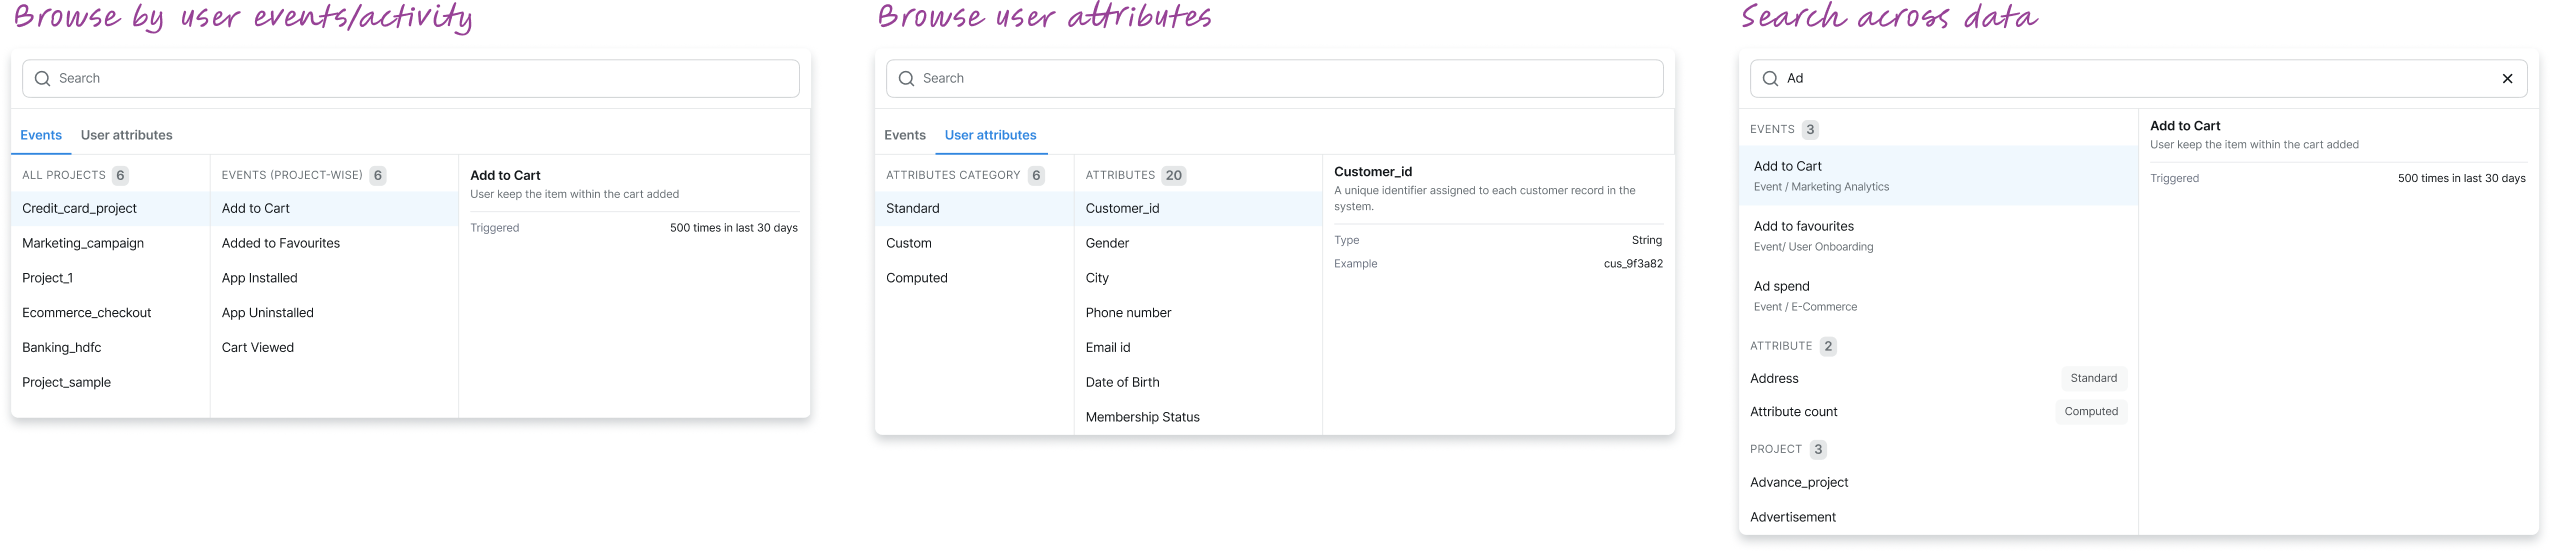 Browse by user events/activity
Search
Events User attributes
ALL PROJECTS 6
Credit_card_project
Marketing_campaign
Project_1
Ecommerce_checkout
Banking_hdfc
Project_sample
EVENTS (PROJECT-WISE) 6
Add to Cart
Added to Favourites
App Installed
App Uninstalled
Cart Viewed
Add to Cart
User keep the item within the cart added
Triggered 500 times in last 30 days
Browse user attributes
Search
Events User attributes
ATTRIBUTES CATEGORY 6
Standard
Custom
Computed
ATTRIBUTES 20
Customer_id
Gender
City
Phone number
Email id
Date of Birth
Membership Status
Customer_id
A unique identifier assigned to each customer record in the
system.
Type String
Example cus_9f3a82
Search across data
Ad
EVENTS 3
Add to Cart
Event / Marketing Analytics
Add to favourites
Event/ User Onboarding
Ad spend
Event / E-Commerce
ATTRIBUTE 2
Address Standard
Attribute count Computed
PROJECT 3
Advance_project
Advertisement
Add to Cart
User keep the item within the cart added
Triggered 500 times in last 30 days